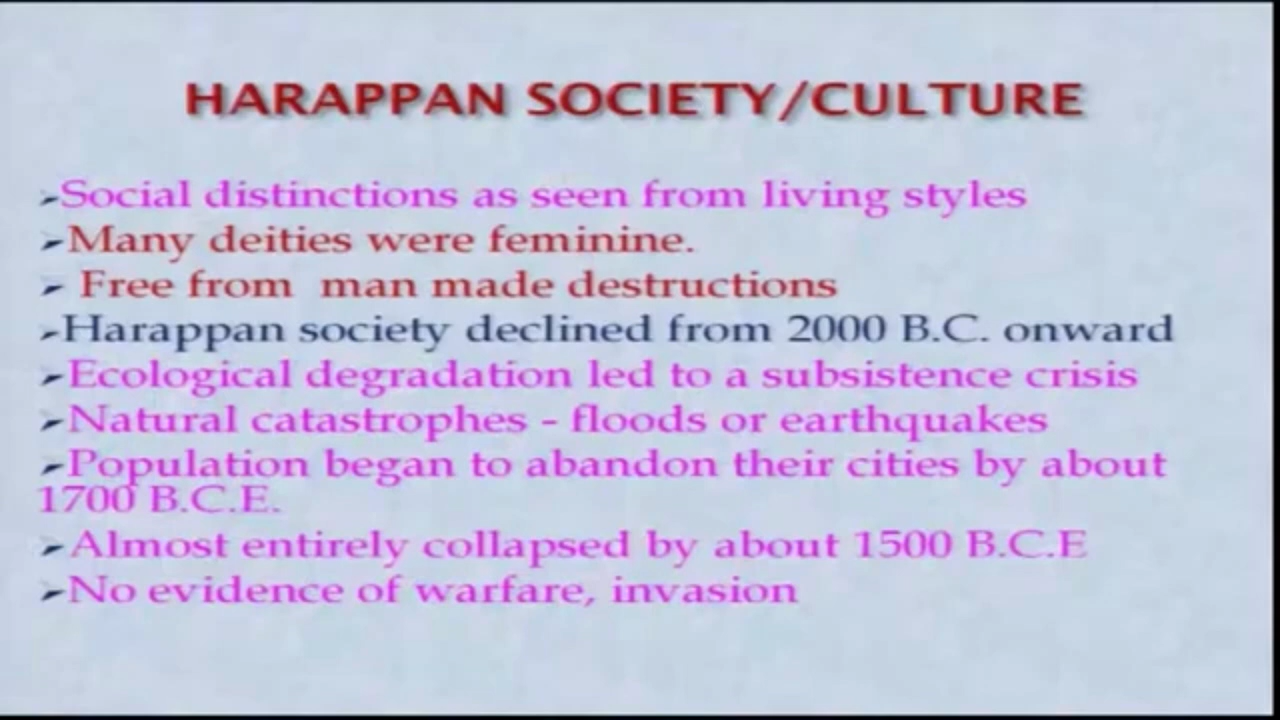 HARAPPAN SOCIETY/CULTURE
➢Social distinctions as seen from living styles
➢Many deities were feminine.
➢ Free from  man made destructions
➢Harappan society declined from 2000 B.C. onward
➢Ecological degradation led to a subsistence crisis
➢Natural catastrophes - floods or earthquakes
➢Population began to abandon their cities by about
1700 B.C.E.
➢Almost entirely collapsed by about 1500 B.C.E
➢No evidence of warfare, invasion